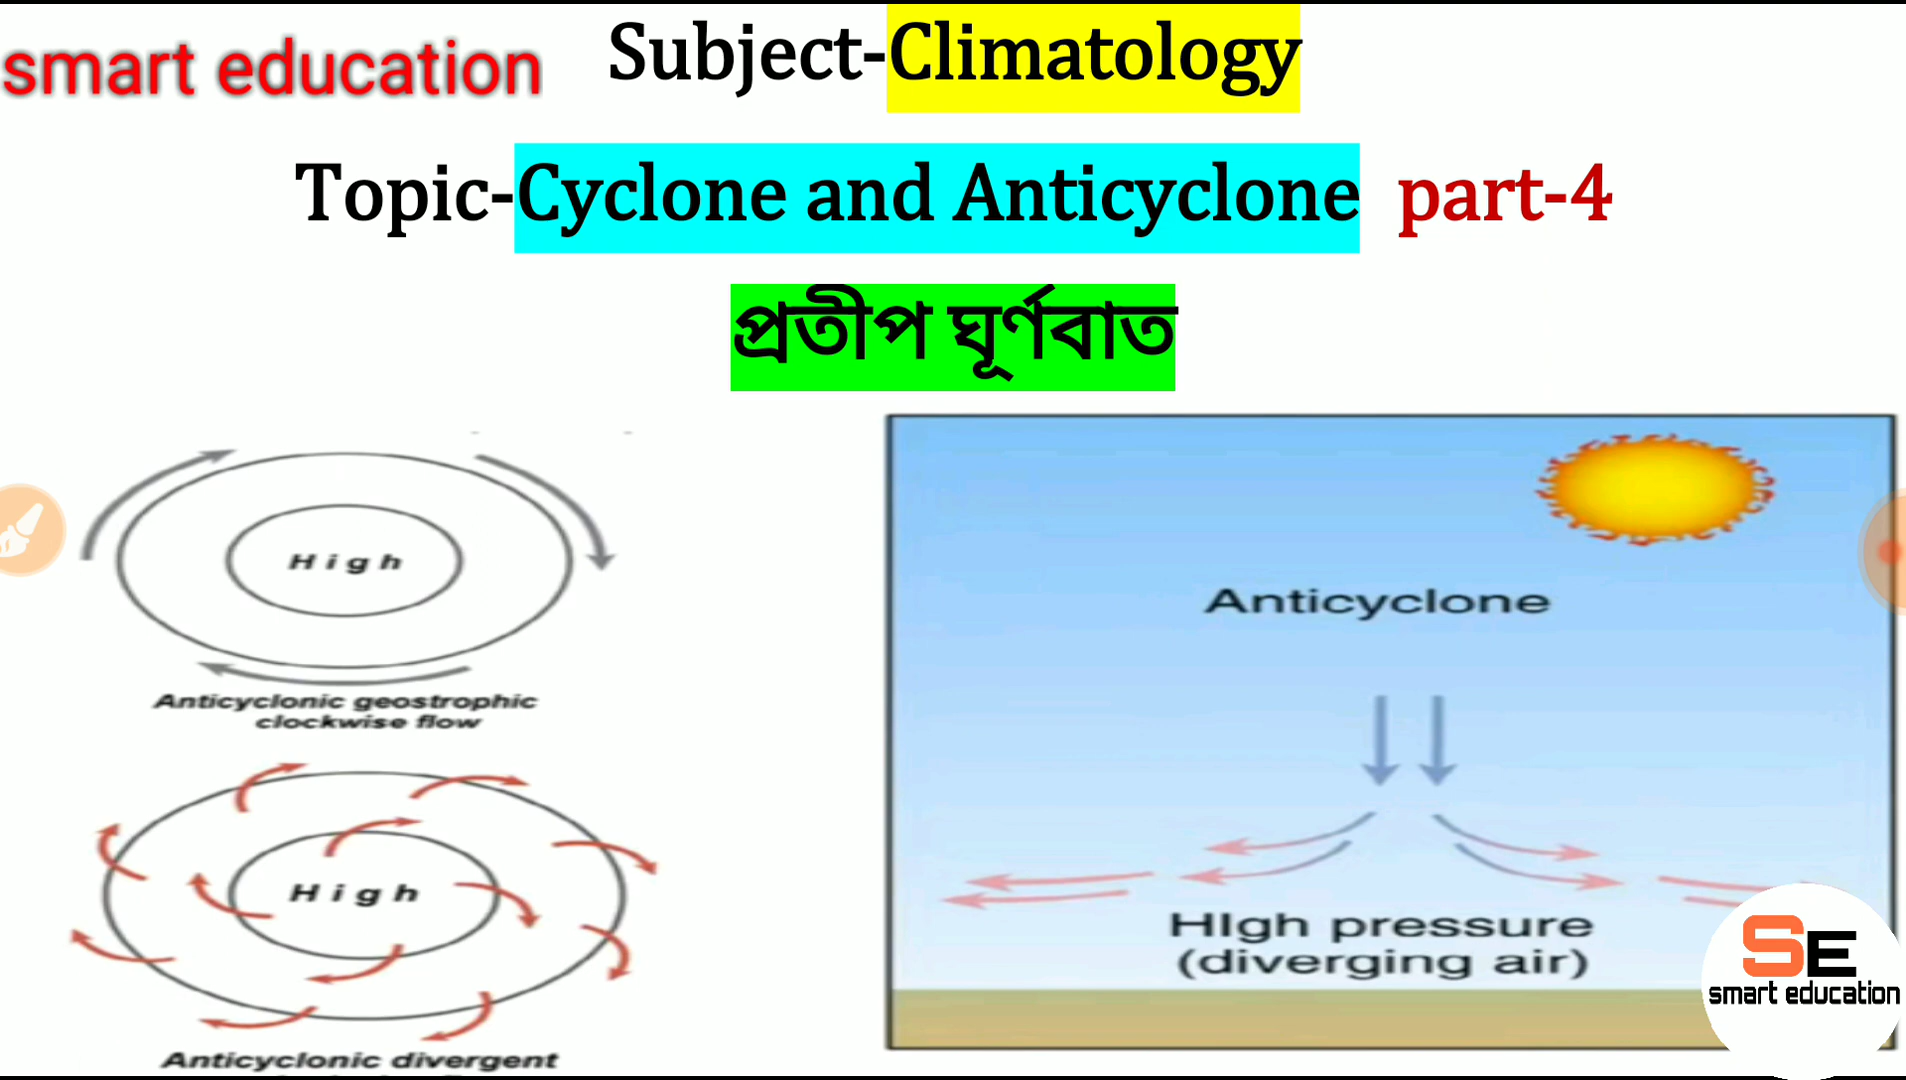 smart education
Subject-Climatology
Topic-Cyclone and Anticyclone part-4
প্রতীপ ঘূর্ণবাত
High
Anticyclonic geostrophic
clockwise flow
High
Anticyclonic divergent
Anticyclone
HIgh pressure
(diverging air)
SE
smart education